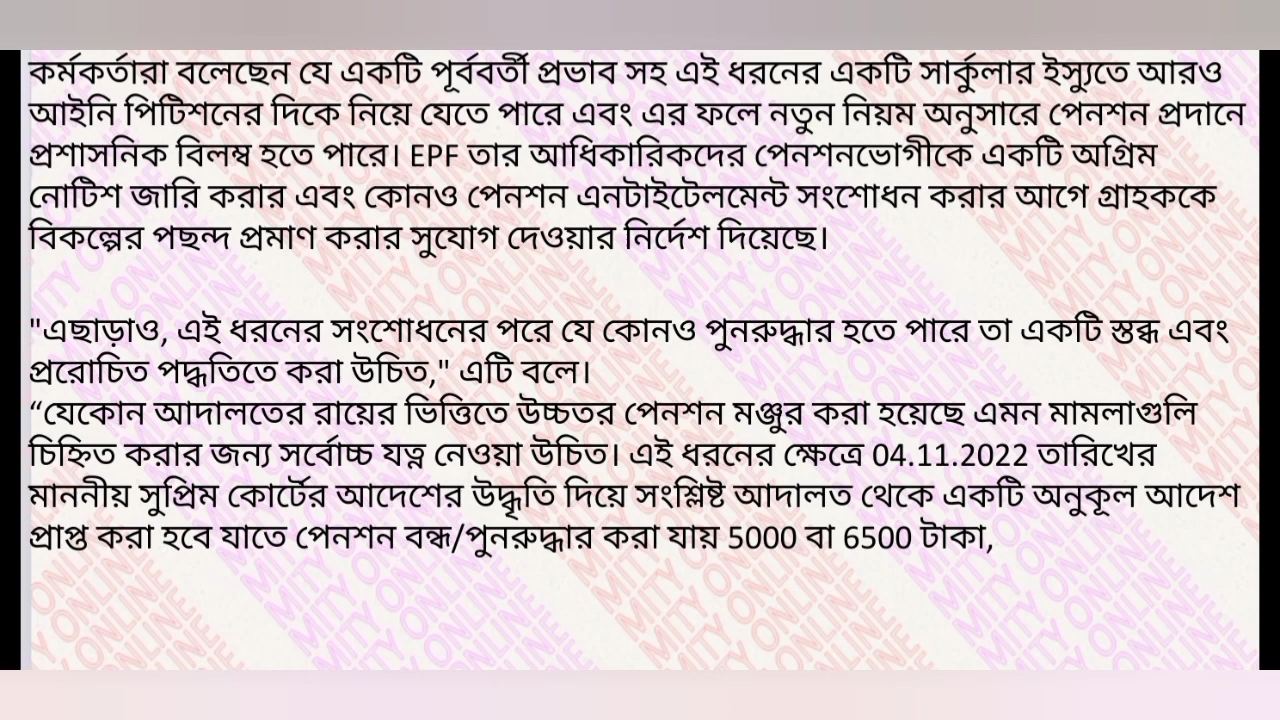 কর্মকর্তারা বলেছেন যে একটি পূর্ববর্তী প্রভাব সহ এই ধরনের একটি সার্কুলার ইস্যুতে আরও
আইনি পিটিশনের দিকে নিয়ে যেতে পারে এবং এর ফলে নতুন নিয়ম অনুসারে পেনশন প্রদানে
প্রশাসনিক বিলম্ব হতে পারে। EPF তার আধিকারিকদের পেনশনভোগীকে একটি অগ্রিম
নোটিশ জারি করার এবং কোনও পেনশন এনটাইটেলমেন্ট সংশোধন করার আগে গ্রাহককে
বিকল্পের পছন্দ প্রমাণ করার সুযোগ দেওয়ার নির্দেশ দিয়েছে।
"এছাড়াও, এই ধরনের সংশোধনের পরে যে কোনও পুনরুদ্ধার হতে পারে তা একটি স্তব্ধ এবং
প্ররোচিত পদ্ধতিতে করা উচিত," এটি বলে।
“যেকোন আদালতের রায়ের ভিত্তিতে উচ্চতর পেনশন মঞ্জুর করা হয়েছে এমন মামলাগুলি
চিহ্নিত করার জন্য সর্বোচ্চ যত্ন নেওয়া উচিত। এই ধরনের ক্ষেত্রে 04.11.2022 তারিখের
মাননীয় সুপ্রিম কোর্টের আদেশের উদ্ধৃতি দিয়ে সংশ্লিষ্ট আদালত থেকে একটি অনুকূল আদেশ
প্রাপ্ত করা হবে যাতে পেনশন বন্ধ/পুনরুদ্ধার করা যায় 5000 বা 6500 টাকা,